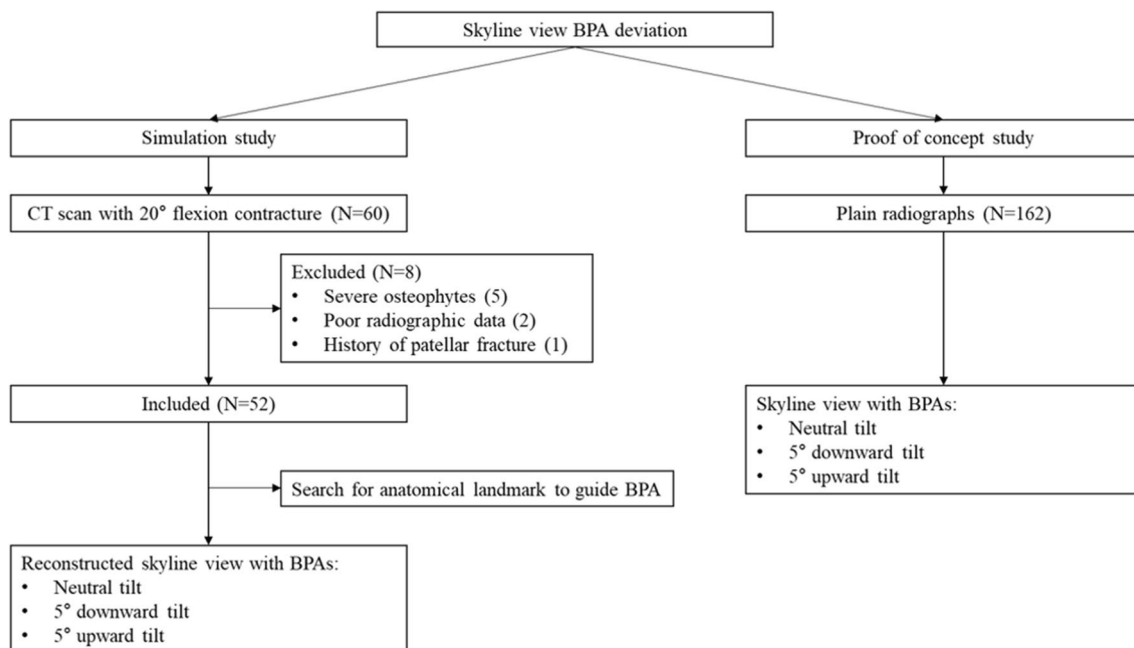 Skyline view BPA deviation
Simulation study
Proof of concept study
CT scan with 20° flexion contracture (N=60)
Plain radiographs (N=162)
Excluded (N=8)
• Severe osteophytes (5)
• Poor radiographic data (2)
• History of patellar fracture (1)
Included (N=52)
Skyline view with BPAs:
• Neutral tilt
• 5° downward tilt
• 5° upward tilt
Search for anatomical landmark to guide BPA
Reconstructed skyline view with BPAs:
• Neutral tilt
• 5° downward tilt
• 5° upward tilt